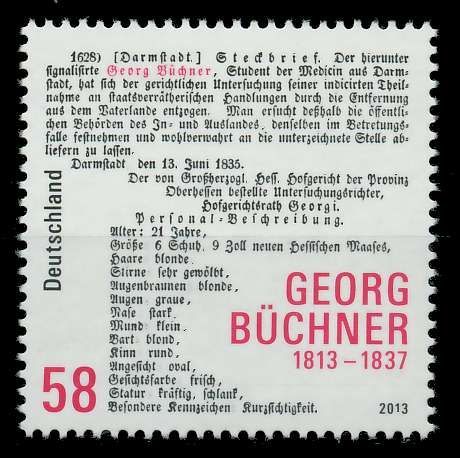 1628) [Darmstadt.] Steckbrief. Der hierunter
signalisirte Georg Büchner, Student der Medicin aus Darm-
stadt, hat sich der gerichtlichen Untersuchung seiner indicirten Theil-
nahme an staatsverrätherischen Handlungen durch die Entfernung
aus dem Vaterlande entzogen. Man ersucht deßhalb die öffentli-
chen Behörden des In- und Auslandes, denselben im Betretungs-
falle festnehmen und wohlverwahrt an die unterzeichnete Stelle ab-
liefern zu lassen.
Darmstadt den 13. Juni 1835.
Der von Großherzogl. Hess. Hofgericht der Provinz
Oberhessen bestellte Untersuchungsrichter,
Hofgerichtsrath Georgi.
Personal-Beschreibung.
Alter: 21 Jahre,
Größe 6 Schuh, 9 Zoll neuen Hessischen Maases,
Haare blonde,
Stirne sehr gewölbt,
Augenbraunen blonde,
Augen graue,
Nase stark,
Mund klein,
Bart blond,
Kinn rund,
Angesicht oval,
Gesichtsfarbe frisch,
Statur kräftig, schlank,
Besondere Kennzeichen Kurzsichtigkeit.
Deutschland
58
GEORG
BÜCHNER
1813 – 1837
2013